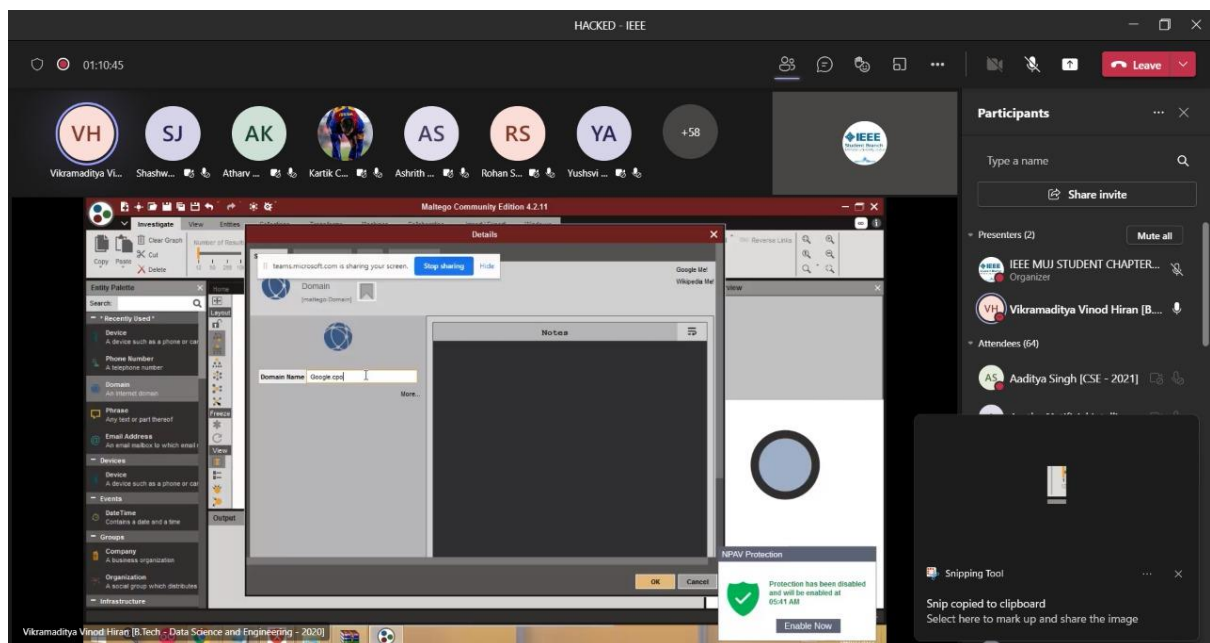 HACKED - IEEE
01:10:45
Leave
VH
SJ
AK
AS
RS
YA
+58
Vikramaditya Vi...
Shashw...
Atharv ...
Kartik C...
Ashrith ...
Rohan S...
Yushsvi ...
IEEE
Student Branch
Participants
Type a name
Share invite
Presenters (2)
Mute all
IEEE MUJ STUDENT CHAPTER...
Organizer
VH
Vikramaditya Vinod Hiran [B....
Attendees (64)
AS
Aaditya Singh [CSE - 2021]
Maltego Community Edition 4.2.11
Investigate
View
Entities
Copy
Paste
Clear Graph
Cut
Delete
Number of Results
Reverse Links
Details
teams.microsoft.com is sharing your screen.
Stop sharing
Hide
Domain
[maltego.Domain]
Google Me!
Wikipedia Me!
Notes
Domain Name
Google.cpo
More...
OK
Cancel
Entity Palette
Search:
Home
Layout
Freeze
View
View
Output
Recently Used
Device
A device such as a phone or car
Phone Number
A telephone number
Domain
An internet domain
Phrase
Any text or part thereof
Email Address
An email mailbox to which email
Devices
Device
A device such as a phone or car
Events
DateTime
Contains a date and a time
Groups
Company
A business organization
Organization
A social group which distributes
Infrastructure
NPAV Protection
Protection has been disabled
and will be enabled at
05:41 AM
Enable Now
Snipping Tool
Snip copied to clipboard
Select here to mark up and share the image
Vikramaditya Vinod Hiran [B.Tech - Data Science and Engineering - 2020]